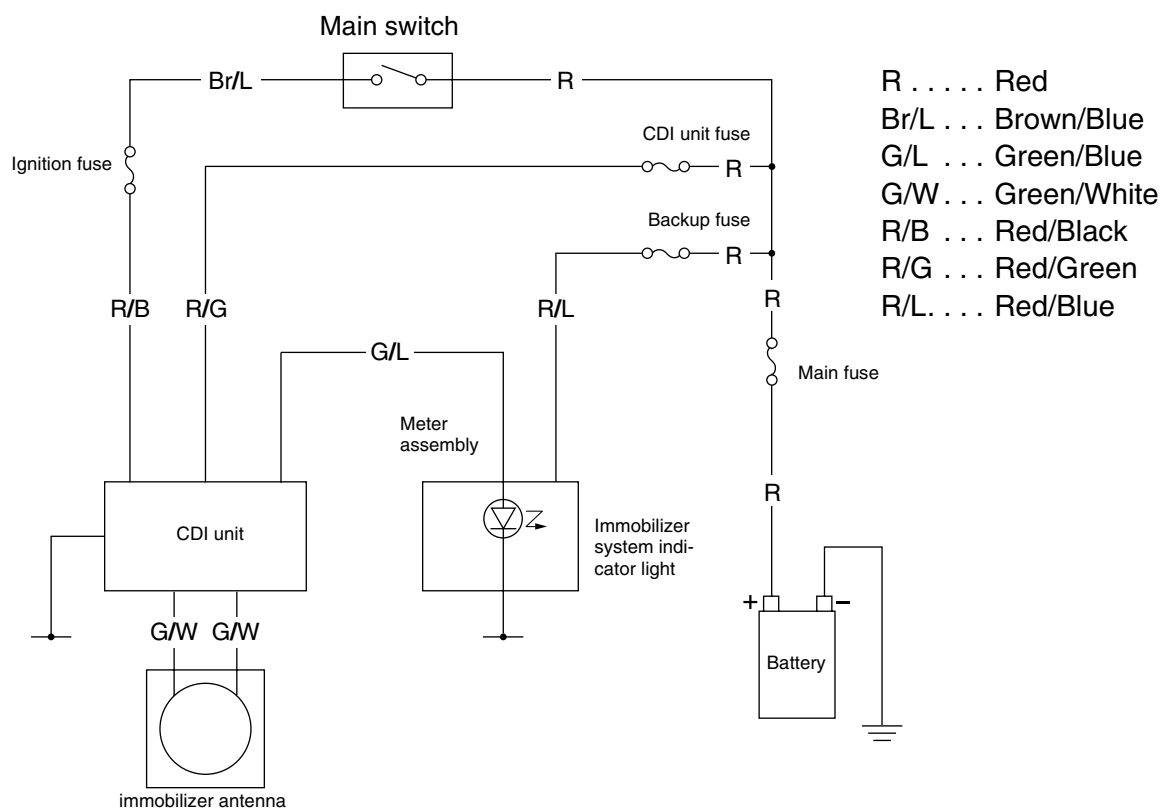 Main switch
Br/L
R
R . . . . . Red
Br/L . . . Brown/Blue
G/L . . . Green/Blue
G/W . . . Green/White
R/B . . . Red/Black
R/G . . . Red/Green
R/L. . . . Red/Blue
CDI unit fuse
R
Ignition fuse
Backup fuse
R
R/B
R/G
R/L
R
G/L
Main fuse
Meter
assembly
R
CDI unit
Immobilizer
system indi-
cator light
+
−
G/W
G/W
Battery
immobilizer antenna